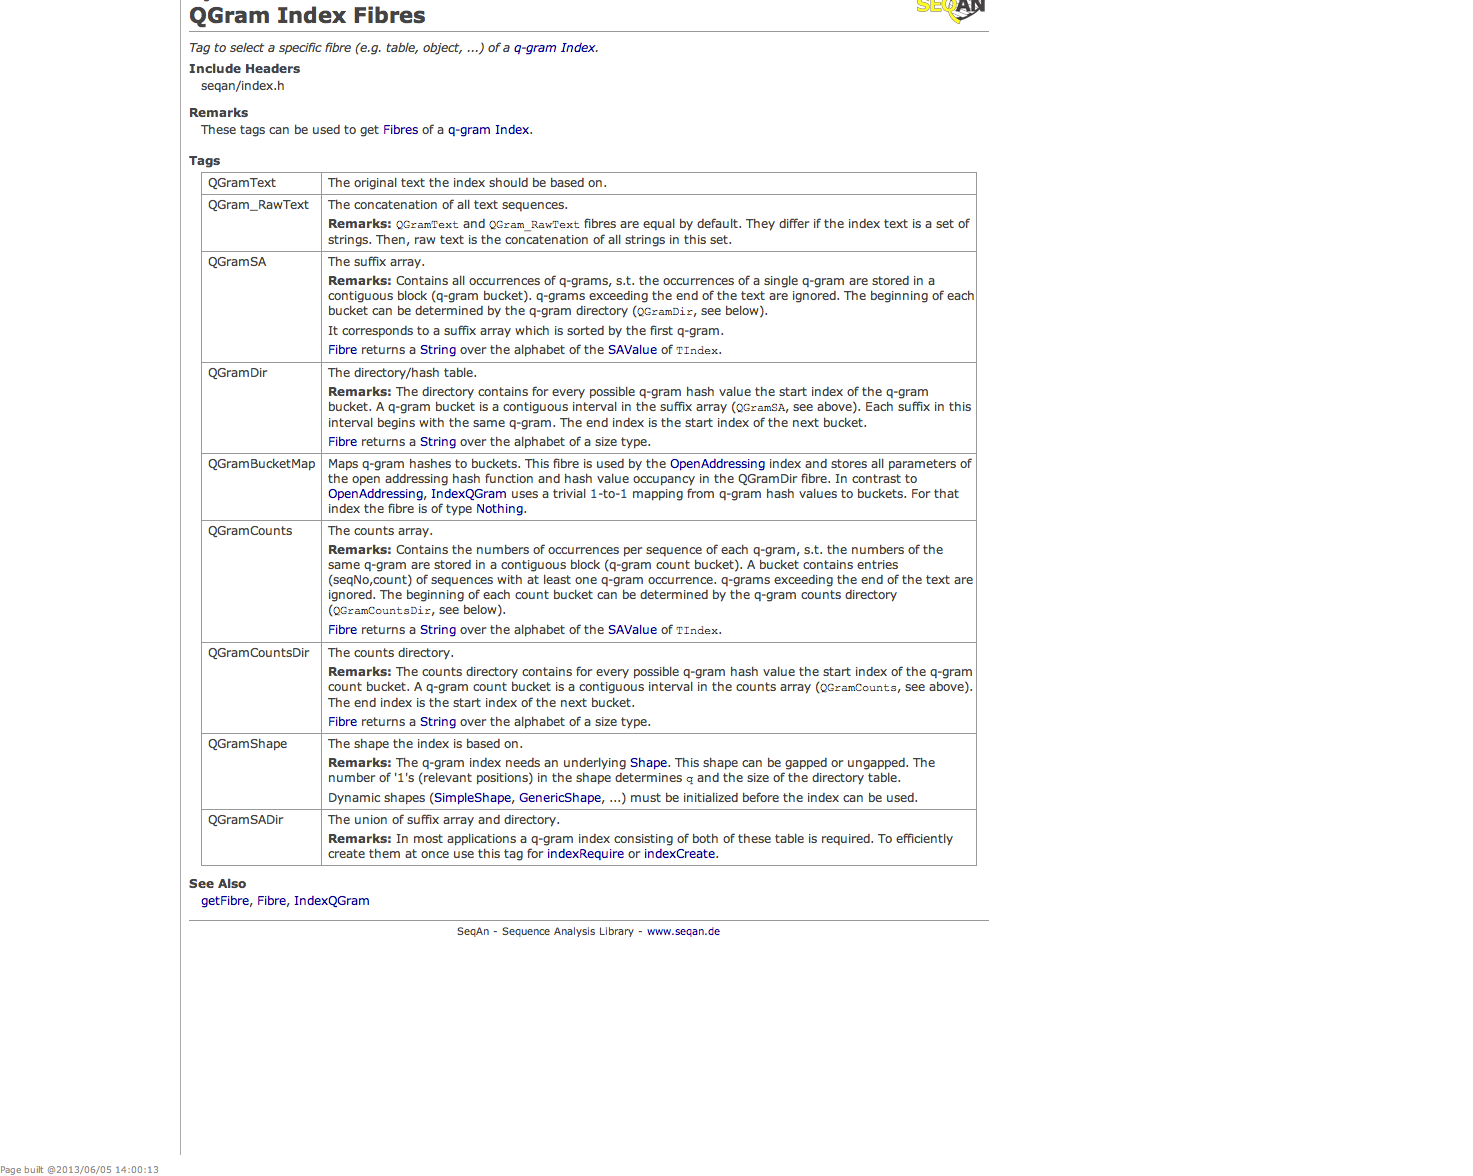 SEQAN
QGram Index Fibres
Tag to select a specific fibre (e.g. table, object, ...) of a q-gram Index.
Include Headers
seqan/index.h
Remarks
These tags can be used to get Fibres of a q-gram Index.
Tags
QGramText The original text the index should be based on.
QGram_RawText The concatenation of all text sequences.
Remarks: QGramText and QGram_RawText fibres are equal by default. They differ if the index text is a set of
strings. Then, raw text is the concatenation of all strings in this set.
QGramSA The suffix array.
Remarks: Contains all occurrences of q-grams, s.t. the occurrences of a single q-gram are stored in a
contiguous block (q-gram bucket). q-grams exceeding the end of the text are ignored. The beginning of each
bucket can be determined by the q-gram directory (QGramDir, see below).
It corresponds to a suffix array which is sorted by the first q-gram.
Fibre returns a String over the alphabet of the SAValue of TIndex.
QGramDir The directory/hash table.
Remarks: The directory contains for every possible q-gram hash value the start index of the q-gram
bucket. A q-gram bucket is a contiguous interval in the suffix array (QGramSA, see above). Each suffix in this
interval begins with the same q-gram. The end index is the start index of the next bucket.
Fibre returns a String over the alphabet of a size type.
QGramBucketMap Maps q-gram hashes to buckets. This fibre is used by the OpenAddressing index and stores all parameters of
the open addressing hash function and hash value occupancy in the QGramDir fibre. In contrast to
OpenAddressing, IndexQGram uses a trivial 1-to-1 mapping from q-gram hash values to buckets. For that
index the fibre is of type Nothing.
QGramCounts The counts array.
Remarks: Contains the numbers of occurrences per sequence of each q-gram, s.t. the numbers of the
same q-gram are stored in a contiguous block (q-gram count bucket). A bucket contains entries
(seqNo,count) of sequences with at least one q-gram occurrence. q-grams exceeding the end of the text are
ignored. The beginning of each count bucket can be determined by the q-gram counts directory
(QGramCountsDir, see below).
Fibre returns a String over the alphabet of the SAValue of TIndex.
QGramCountsDir The counts directory.
Remarks: The counts directory contains for every possible q-gram hash value the start index of the q-gram
count bucket. A q-gram count bucket is a contiguous interval in the counts array (QGramCounts, see above).
The end index is the start index of the next bucket.
Fibre returns a String over the alphabet of a size type.
QGramShape The shape the index is based on.
Remarks: The q-gram index needs an underlying Shape. This shape can be gapped or ungapped. The
number of '1's (relevant positions) in the shape determines q and the size of the directory table.
Dynamic shapes (SimpleShape, GenericShape, ...) must be initialized before the index can be used.
QGramSADir The union of suffix array and directory.
Remarks: In most applications a q-gram index consisting of both of these table is required. To efficiently
create them at once use this tag for indexRequire or indexCreate.
See Also
getFibre, Fibre, IndexQGram
SeqAn - Sequence Analysis Library - www.seqan.de
Page built @2013/06/05 14:00:13